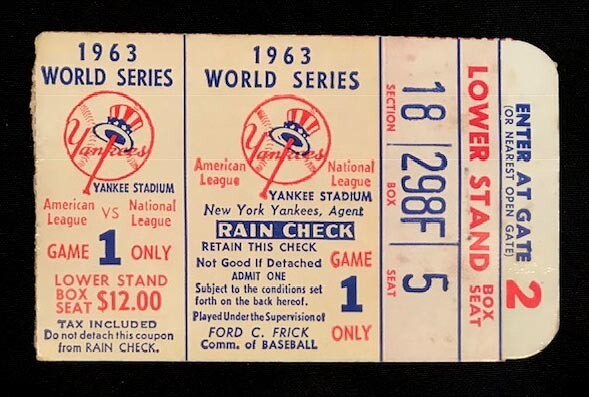 1963
WORLD SERIES
Yankees
YANKEE STADIUM
American VS National
League League
GAME 1 ONLY
LOWER STAND
BOX
SEAT $12.00
TAX INCLUDED
Do not detach this coupon
from RAIN CHECK.
1963
WORLD SERIES
Yankees
American National
League League
YANKEE STADIUM
New York Yankees, Agent
RAIN CHECK
RETAIN THIS CHECK
Not Good If Detached
ADMIT ONE
Subject to the conditions set
forth on the back hereof.
Played Under the Supervision of
FORD C. FRICK
Comm. of BASEBALL
GAME
1
ONLY
SECTION 18
BOX 298F
SEAT 5
LOWER STAND
BOX
SEAT
ENTER AT GATE
(OR NEAREST OPEN GATE)
2